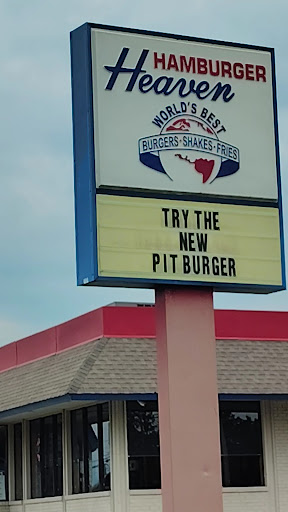 HAMBURGER
Heaven
WORLD'S BEST
BURGERS • SHAKES • FRIES
TRY THE
NEW
PIT BURGER